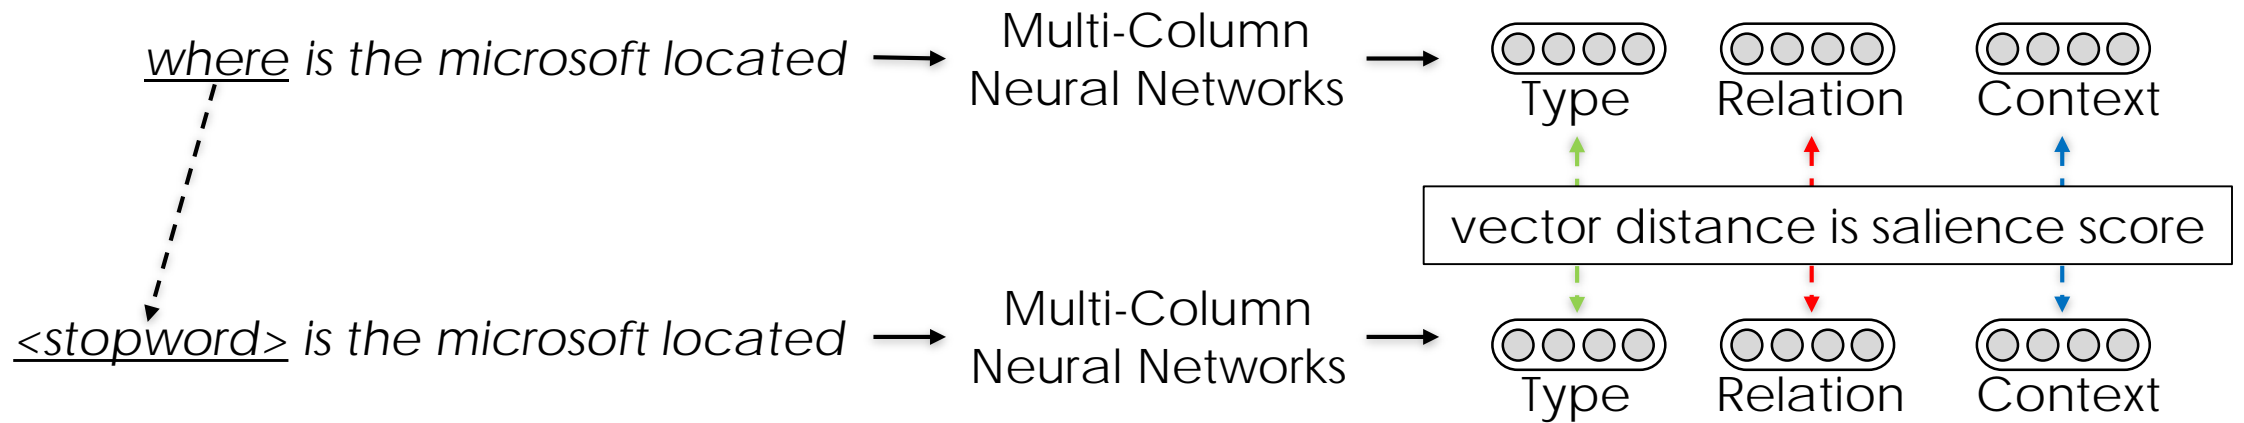 where is the microsoft located
Multi-Column
Neural Networks
Type
Relation
Context
vector distance is salience score
<stopword> is the microsoft located
Multi-Column
Neural Networks
Type
Relation
Context